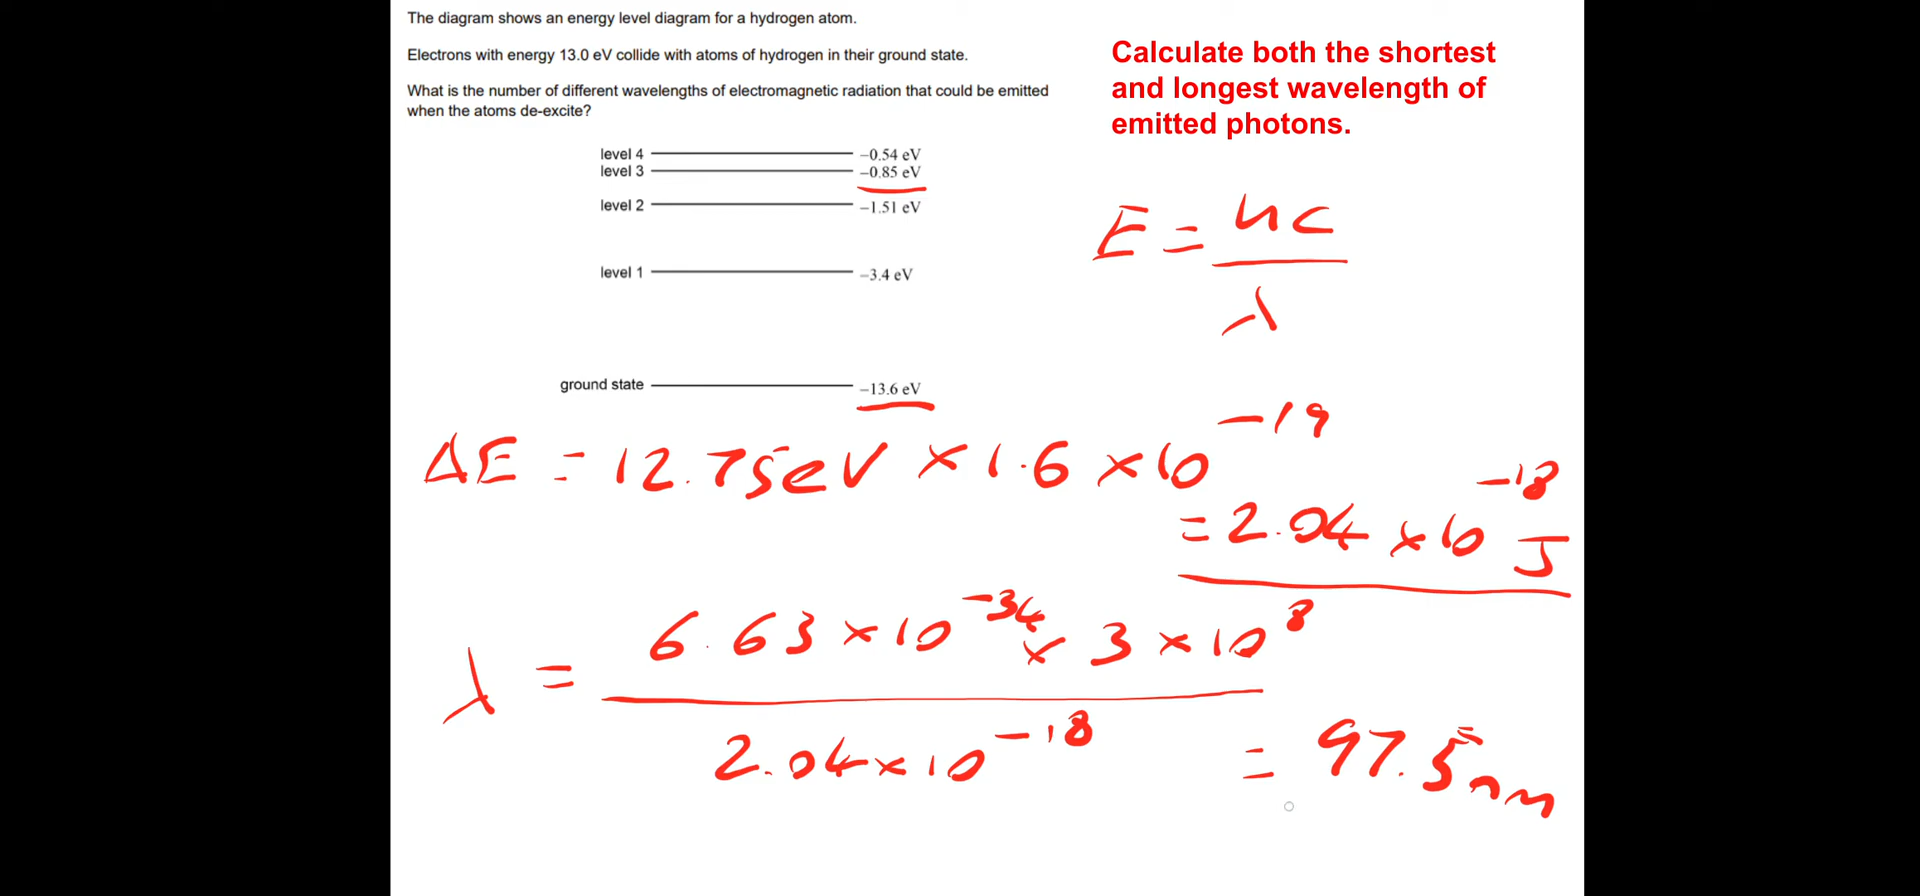 The diagram shows an energy level diagram for a hydrogen atom.
Electrons with energy 13.0 eV collide with atoms of hydrogen in their ground state.
What is the number of different wavelengths of electromagnetic radiation that could be emitted
when the atoms de-excite?
Calculate both the shortest
and longest wavelength of
emitted photons.
level 4 −0.54 eV
level 3 −0.85 eV
level 2 −1.51 eV
level 1 −3.4 eV
ground state −13.6 eV
E = hc / λ
ΔE = 12.75eV × 1.6 × 10⁻¹⁹
= 2.04 × 10⁻¹⁸ J
λ = 6.63 × 10⁻³⁴ × 3 × 10⁸ / 2.04 × 10⁻¹⁸
= 97.5nm